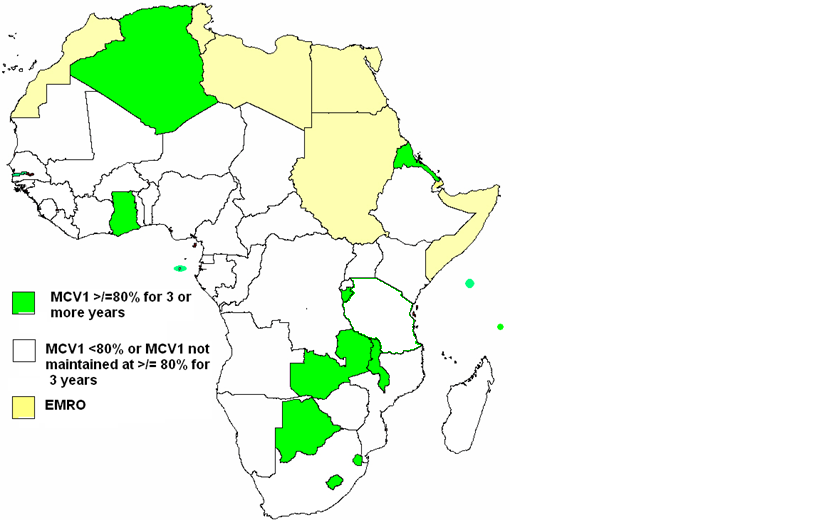 MCV1 >/=80% for 3 or
more years
MCV1 <80% or MCV1 not
maintained at >/= 80% for
3 years
EMRO